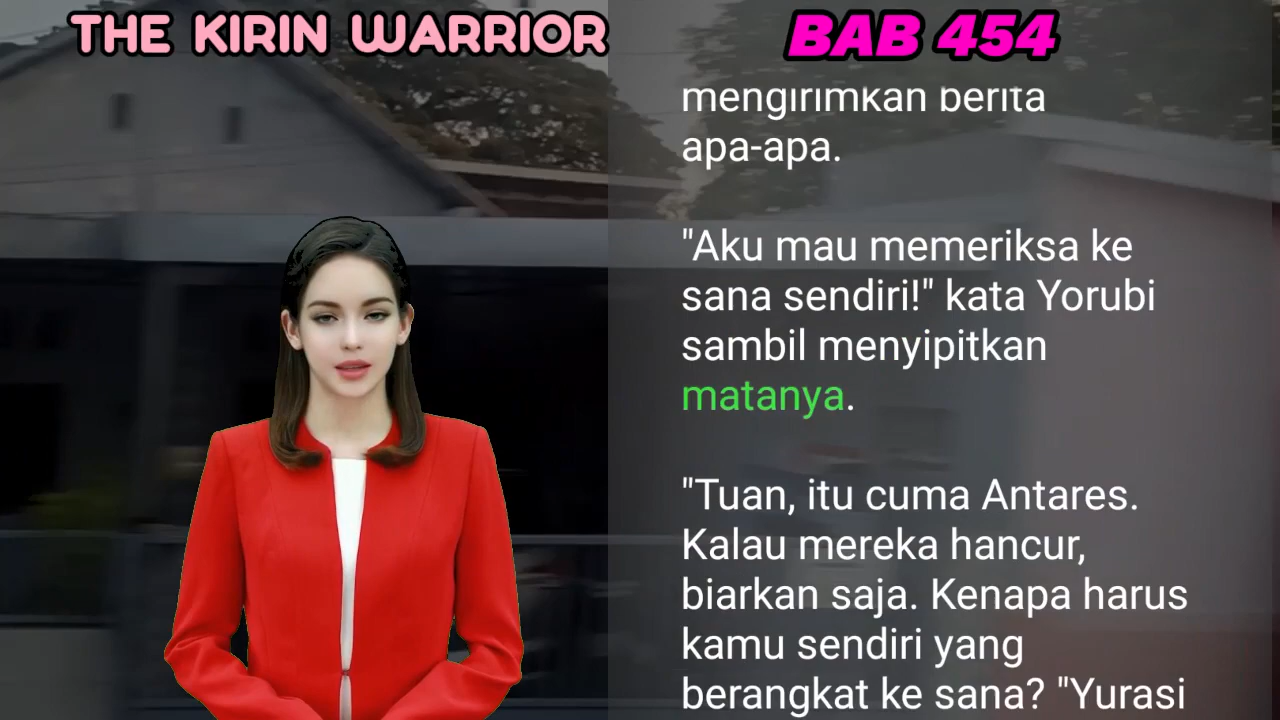 THE KIRIN WARRIOR
BAB 454
mengirimkan berita
apa-apa.
"Aku mau memeriksa ke
sana sendiri!" kata Yorubi
sambil menyipitkan
matanya.
"Tuan, itu cuma Antares.
Kalau mereka hancur,
biarkan saja. Kenapa harus
kamu sendiri yang
berangkat ke sana? "Yurasi